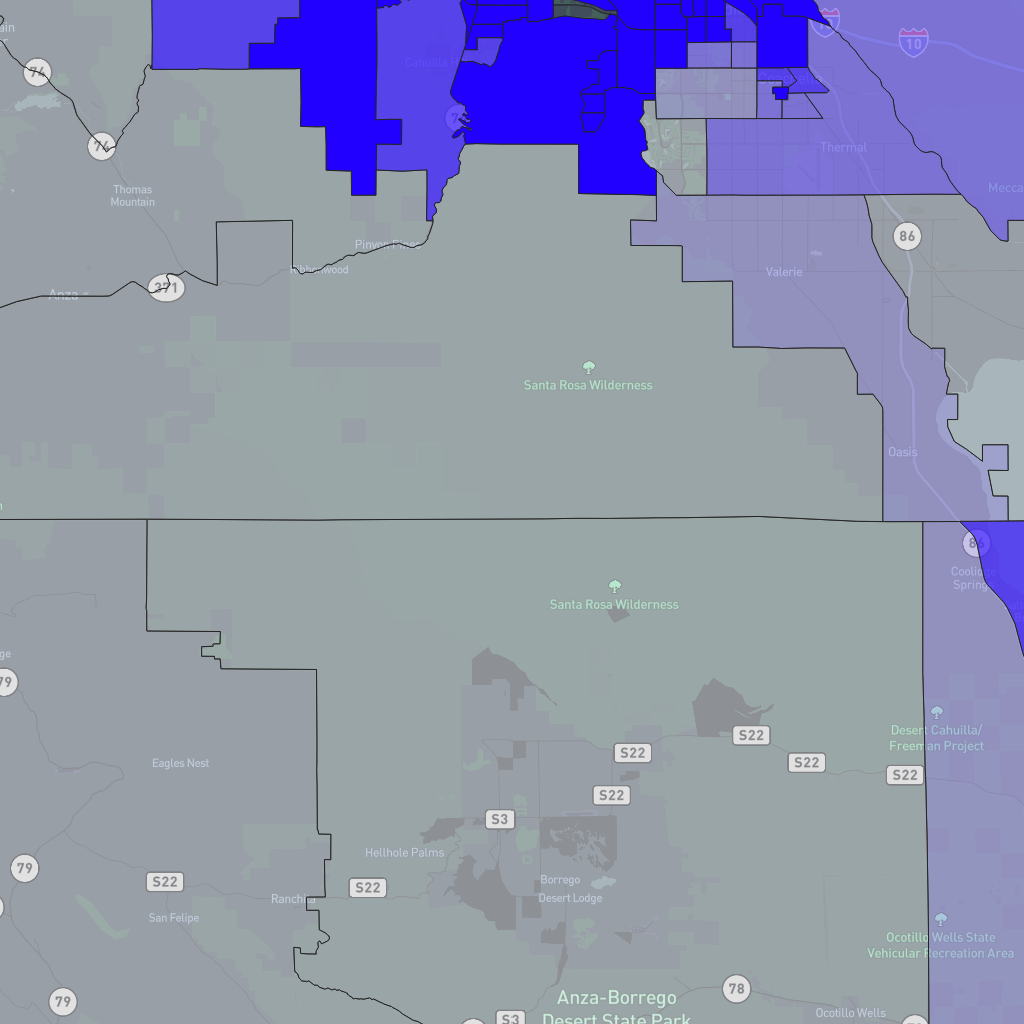 10
74
Cahuilla H
74
Thermal
Thomas
Mountain
Mecca
86
Pinyon Pines
Ribbonwood
Valerie
371
Anza
Santa Rosa Wilderness
Oasis
86
Coolidge
Spring
Santa Rosa Wilderness
ge
79
Desert Cahuilla/
Freeman Project
S22
S22
S22
S22
S22
Eagles Nest
S3
Hellhole Palms
79
S22
S22
Borrego
Desert Lodge
Ranchita
San Felipe
Ocotillo Wells State
Vehicular Recreation Area
79
78
Anza-Borrego
Desert State Park
Ocotillo Wells
S3